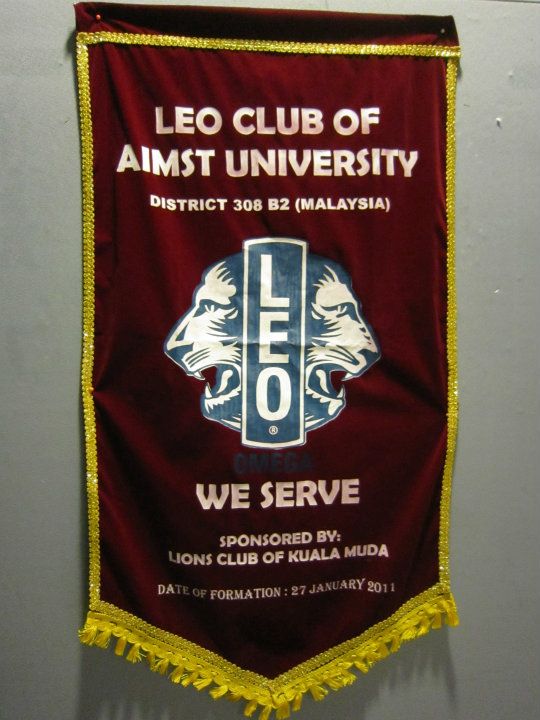 LEO CLUB OF
AIMST UNIVERSITY
DISTRICT 308 B2 (MALAYSIA)
LEO
®
OMEGA
WE SERVE
SPONSORED BY:
LIONS CLUB OF KUALA MUDA
DATE OF FORMATION : 27 JANUARY 2011